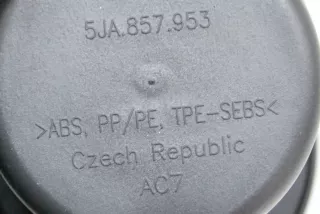 5JA.857.953
>ABS, PP/PE, TPE-SEBS<
Czech Republic
AC7